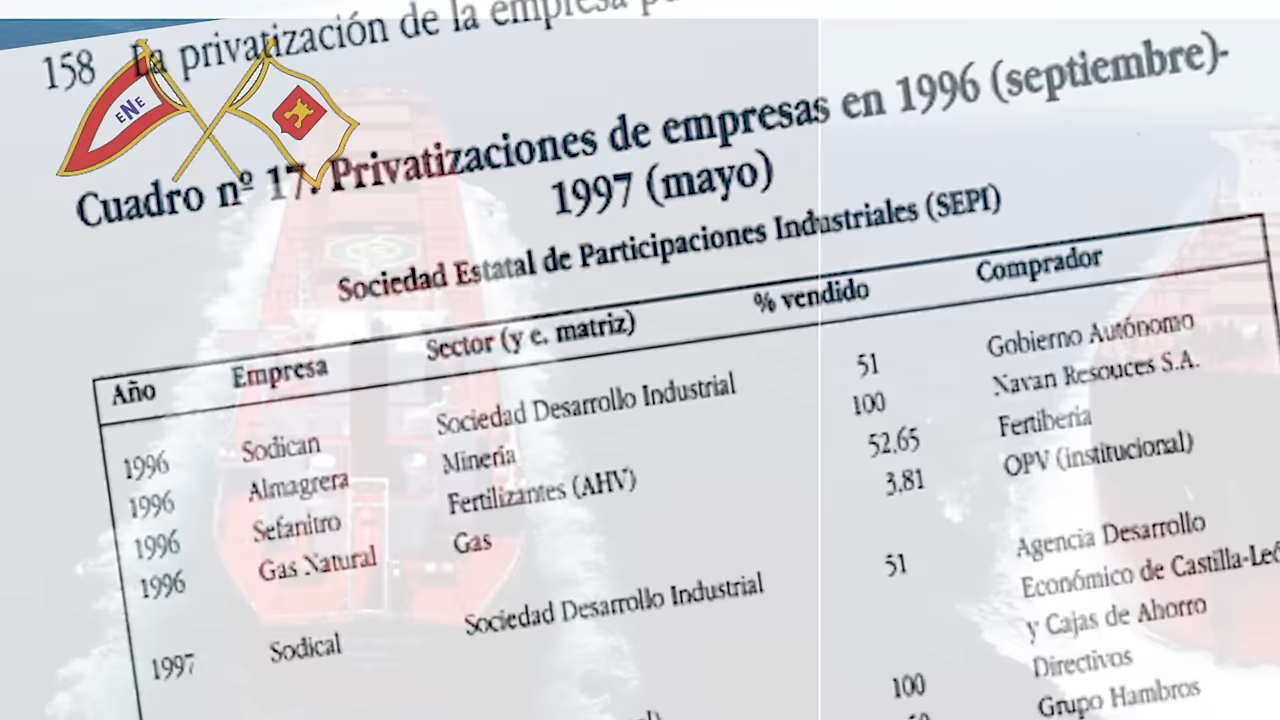 158 La privatización de la empresa
ENE
Cuadro nº 17. Privatizaciones de empresas en 1996 (septiembre)-
1997 (mayo)
Sociedad Estatal de Participaciones Industriales (SEPI)
Año Empresa Sector (y e. matriz) % vendido Comprador
1996 Sodican Sociedad Desarrollo Industrial 51 Gobierno Autónomo
1996 Almagrera Minería 100 Navan Resouces S.A.
1996 Sefanitro Fertilizantes (AHV) 52,65 Fertiberia
1996 Gas Natural Gas 3,81 OPV (institucional)
1997 Sodical Sociedad Desarrollo Industrial 51 Agencia Desarrollo
Económico de Castilla-Leó
y Cajas de Ahorro
100 Directivos
Grupo Hambros